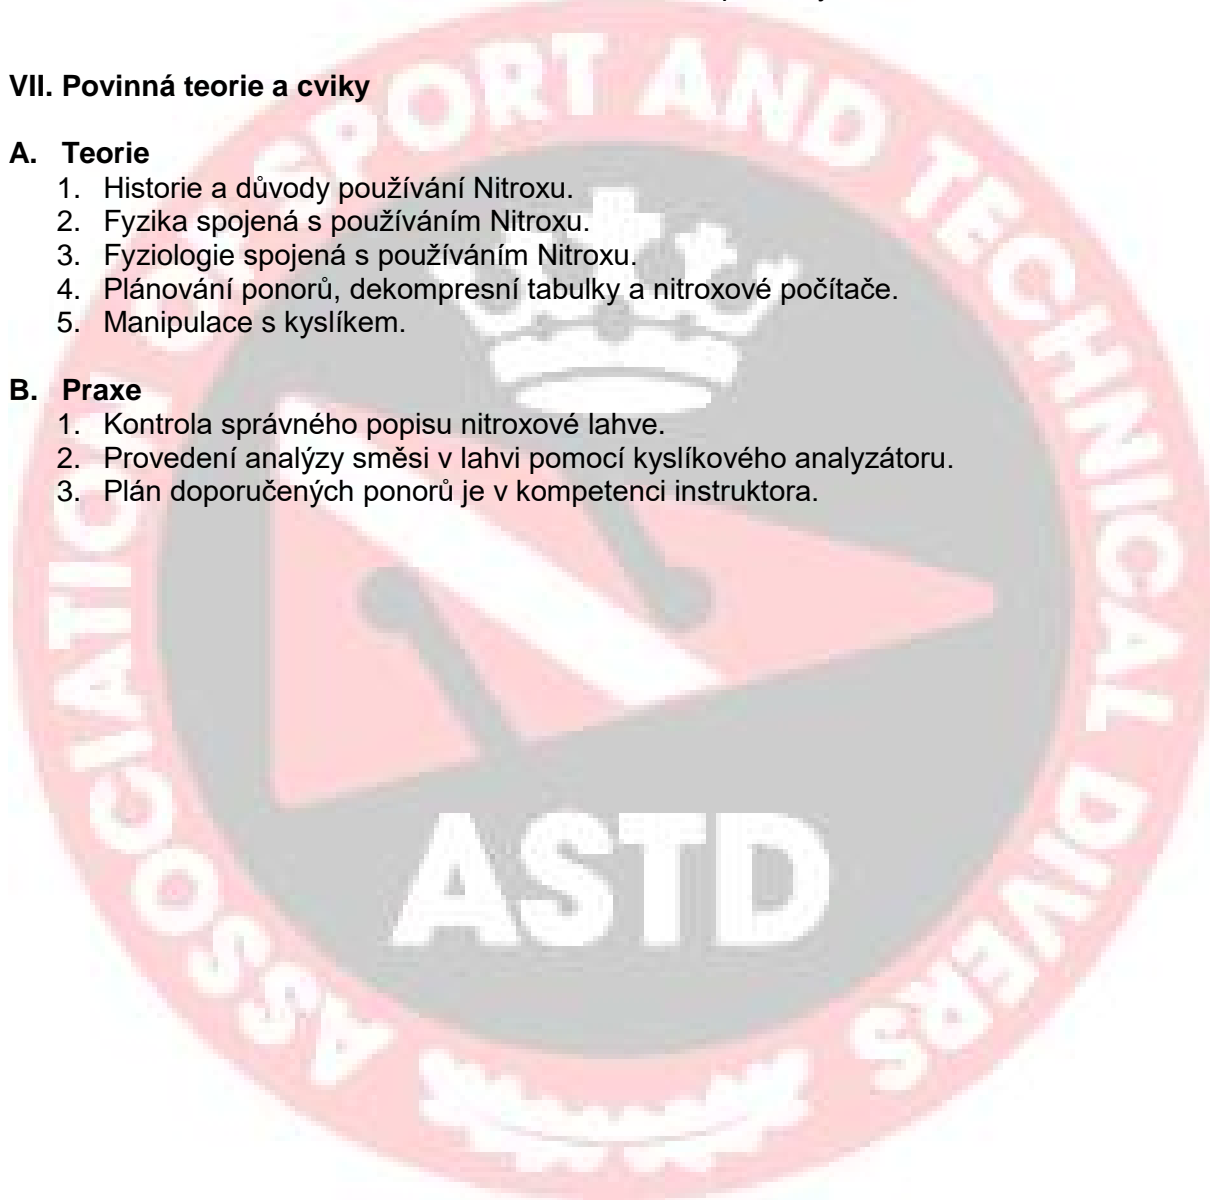 VII. Povinná teorie a cviky
A. Teorie
1. Historie a důvody používání Nitroxu.
2. Fyzika spojená s používáním Nitroxu.
3. Fyziologie spojená s používáním Nitroxu.
4. Plánování ponorů, dekompresní tabulky a nitroxové počítače.
5. Manipulace s kyslíkem.
B. Praxe
1. Kontrola správného popisu nitroxové lahve.
2. Provedení analýzy směsi v lahvi pomocí kyslíkového analyzátoru.
3. Plán doporučených ponorů je v kompetenci instruktora.
ASSOCIATION OF SPORT AND TECHNICAL DIVERS
ASTD